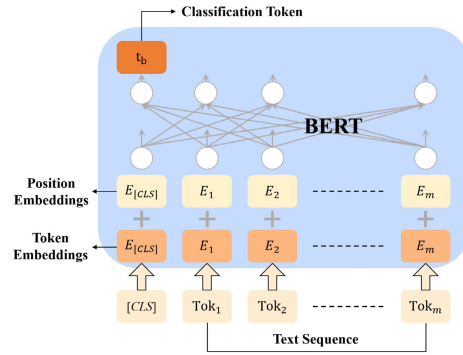 Classification Token
t_b
BERT
Position Embeddings
E_[CLS] E_1 E_2 E_m
+ + + +
Token Embeddings
E_[CLS] E_1 E_2 E_m
[CLS] Tok_1 Tok_2 Tok_m
Text Sequence